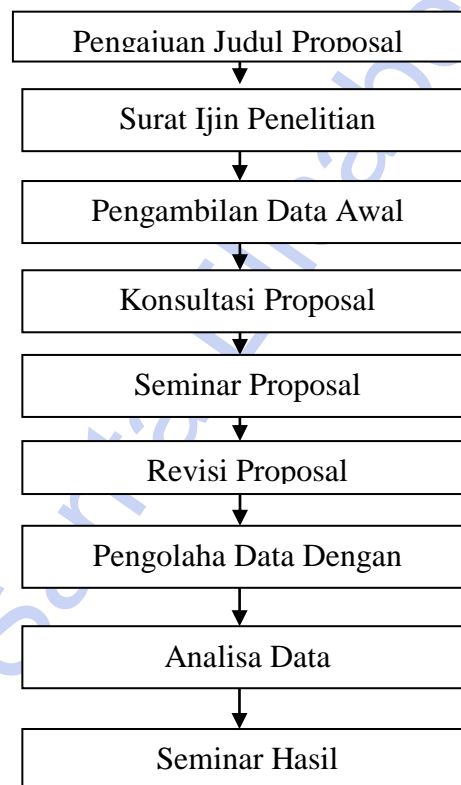 Pengajuan Judul Proposal
Surat Ijin Penelitian
Pengambilan Data Awal
Konsultasi Proposal
Seminar Proposal
Revisi Proposal
Pengolaha Data Dengan
Analisa Data
Seminar Hasil